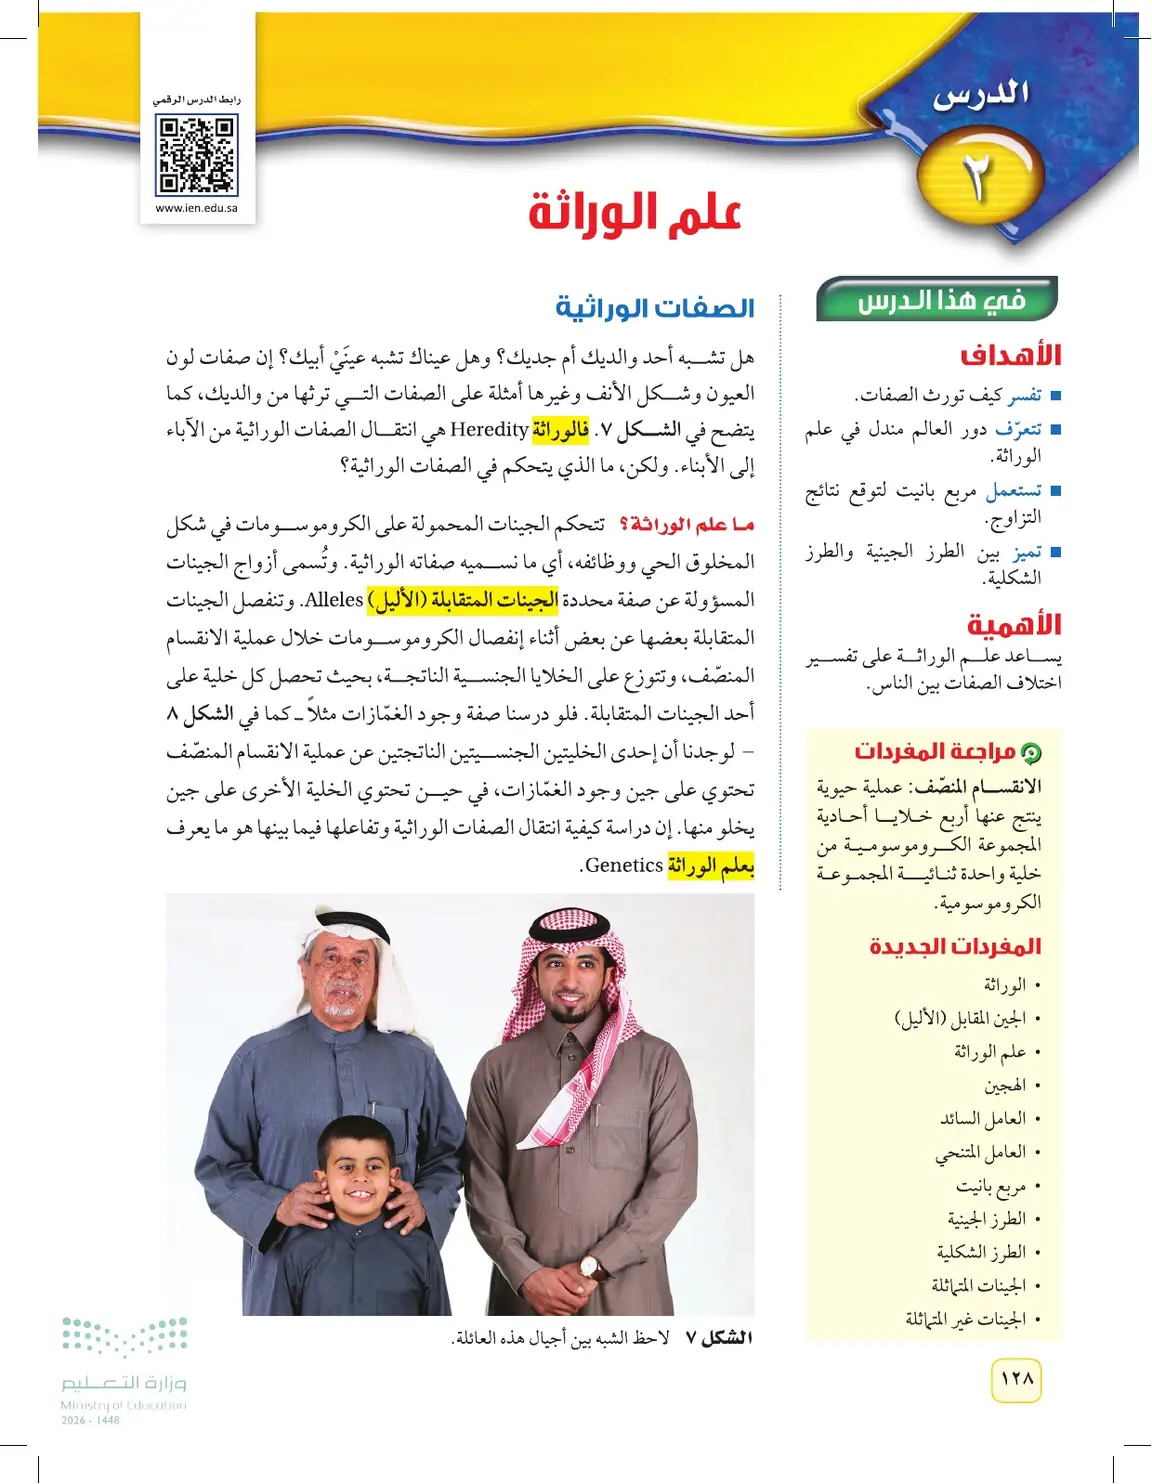 رابط الدرس الرقمي
www.ien.edu.sa
الدرس
٢
علم الوراثة
في هذا الدرس
الأهداف
تفسر كيف تورث الصفات.
تتعرّف دور العالم مندل في علم
الوراثة.
تستعمل مربع بانيت لتوقع نتائج
التزاوج.
تميز بين الطرز الجينية والطرز
الشكلية.
الأهمية
يساعد علم الوراثة على تفسير
اختلاف الصفات بين الناس.
مراجعة المفردات
الانقسام المنصّف: عملية حيوية
ينتج عنها أربع خلايا أحادية
المجموعة الكروموسومية من
خلية واحدة ثنائية المجموعة
الكروموسومية.
المفردات الجديدة
• الوراثة
• الجين المقابل (الأليل)
• علم الوراثة
• الهجين
• العامل السائد
• العامل المتنحي
• مربع بانيت
• الطرز الجينية
• الطرز الشكلية
• الجينات المتماثلة
• الجينات غير المتماثلة
الصفات الوراثية
هل تشبه أحد والديك أم جديك؟ وهل عيناك تشبه عينَيْ أبيك؟ إن صفات لون
العيون وشكل الأنف وغيرها أمثلة على الصفات التي ترثها من والديك، كما
يتضح في الشكل ٧. فالوراثة Heredity هي انتقال الصفات الوراثية من الآباء
إلى الأبناء. ولكن، ما الذي يتحكم في الصفات الوراثية؟
ما علم الوراثة؟ تتحكم الجينات المحمولة على الكروموسومات في شكل
المخلوق الحي ووظائفه، أي ما نسميه صفاته الوراثية. وتُسمى أزواج الجينات
المسؤولة عن صفة محددة الجينات المتقابلة (الأليل) Alleles. وتنفصل الجينات
المتقابلة بعضها عن بعض أثناء إنفصال الكروموسومات خلال عملية الانقسام
المنصّف، وتتوزع على الخلايا الجنسية الناتجة، بحيث تحصل كل خلية على
أحد الجينات المتقابلة. فلو درسنا صفة وجود الغمّازات مثلاً ـ كما في الشكل ٨
– لوجدنا أن إحدى الخليتين الجنسيتين الناتجتين عن عملية الانقسام المنصّف
تحتوي على جين وجود الغمّازات، في حين تحتوي الخلية الأخرى على جين
يخلو منها. إن دراسة كيفية انتقال الصفات الوراثية وتفاعلها فيما بينها هو ما يعرف
بعلم الوراثة Genetics.
الشكل ٧ لاحظ الشبه بين أجيال هذه العائلة.
وزارة التعليم
Ministry of Education
2026 - 1448
١٢٨